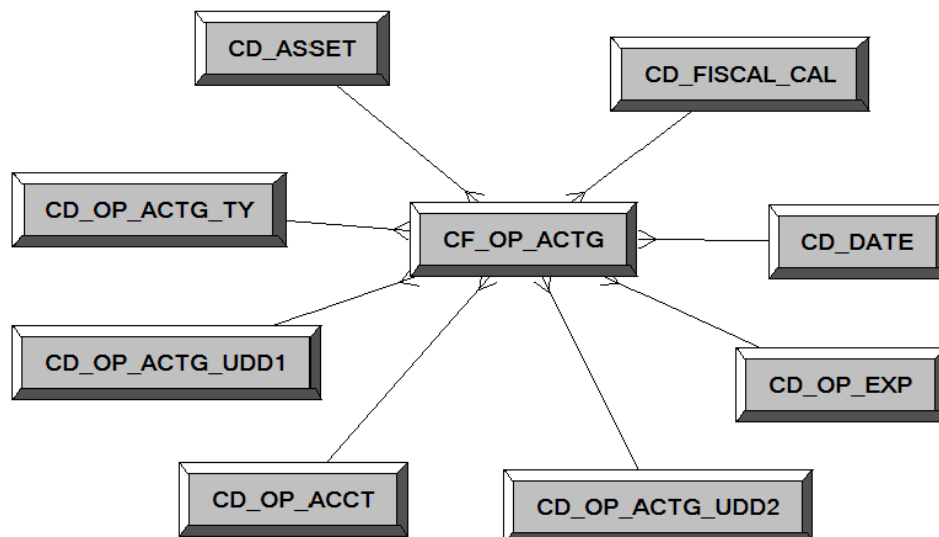 CD_ASSET
CD_FISCAL_CAL
CD_OP_ACTG_TY
CF_OP_ACTG
CD_DATE
CD_OP_ACTG_UDD1
CD_OP_EXP
CD_OP_ACCT
CD_OP_ACTG_UDD2